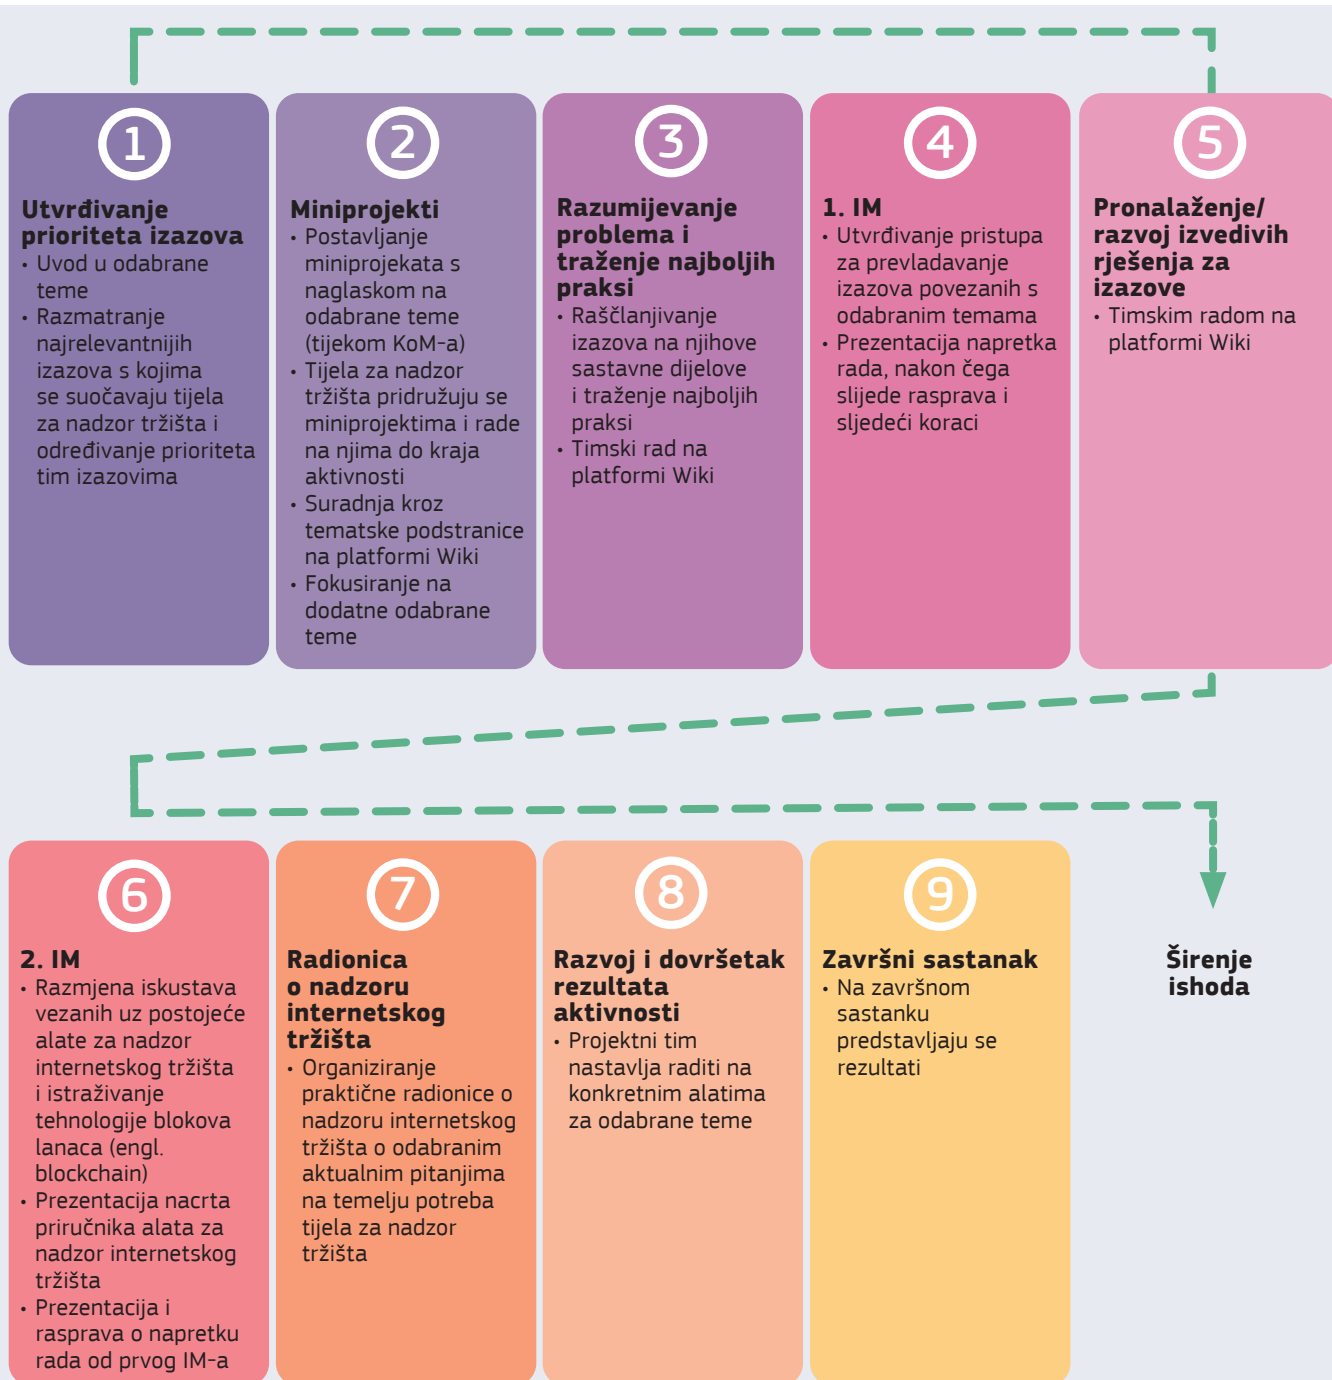 1
Utvrđivanje
prioriteta izazova
• Uvod u odabrane
teme
• Razmatranje
najrelevantnijih
izazova s kojima
se suočavaju tijela
za nadzor tržišta i
određivanje prioriteta
tim izazovima
2
Miniprojekti
• Postavljanje
miniprojekata s
naglaskom na
odabrane teme
(tijekom KoM-a)
• Tijela za nadzor
tržišta pridružuju se
miniprojektima i rade
na njima do kraja
aktivnosti
• Suradnja kroz
tematske podstranice
na platformi Wiki
• Fokusiranje na
dodatne odabrane
teme
3
Razumijevanje
problema i
traženje najboljih
praksi
• Raščlanjivanje
izazova na njihove
sastavne dijelove
i traženje najboljih
praksi
• Timski rad na
platformi Wiki
4
1. IM
• Utvrđivanje pristupa
za prevladavanje
izazova povezanih s
odabranim temama
• Prezentacija napretka
rada, nakon čega
slijede rasprava i
sljedeći koraci
5
Pronalaženje/
razvoj izvedivih
rješenja za
izazove
• Timskim radom na
platformi Wiki
6
2. IM
• Razmjena iskustava
vezanih uz postojeće
alate za nadzor
internetskog tržišta
i istraživanje
tehnologije blokova
lanaca (engl.
blockchain)
• Prezentacija nacrta
priručnika alata za
nadzor internetskog
tržišta
• Prezentacija i
rasprava o napretku
rada od prvog IM-a
7
Radionica
o nadzoru
internetskog
tržišta
• Organiziranje
praktične radionice o
nadzoru internetskog
tržišta o odabranim
aktualnim pitanjima
na temelju potreba
tijela za nadzor
tržišta
8
Razvoj i dovršetak
rezultata
aktivnosti
• Projektni tim
nastavlja raditi na
konkretnim alatima
za odabrane teme
9
Završni sastanak
• Na završnom
sastanku
predstavljaju se
rezultati
Širenje
ishoda